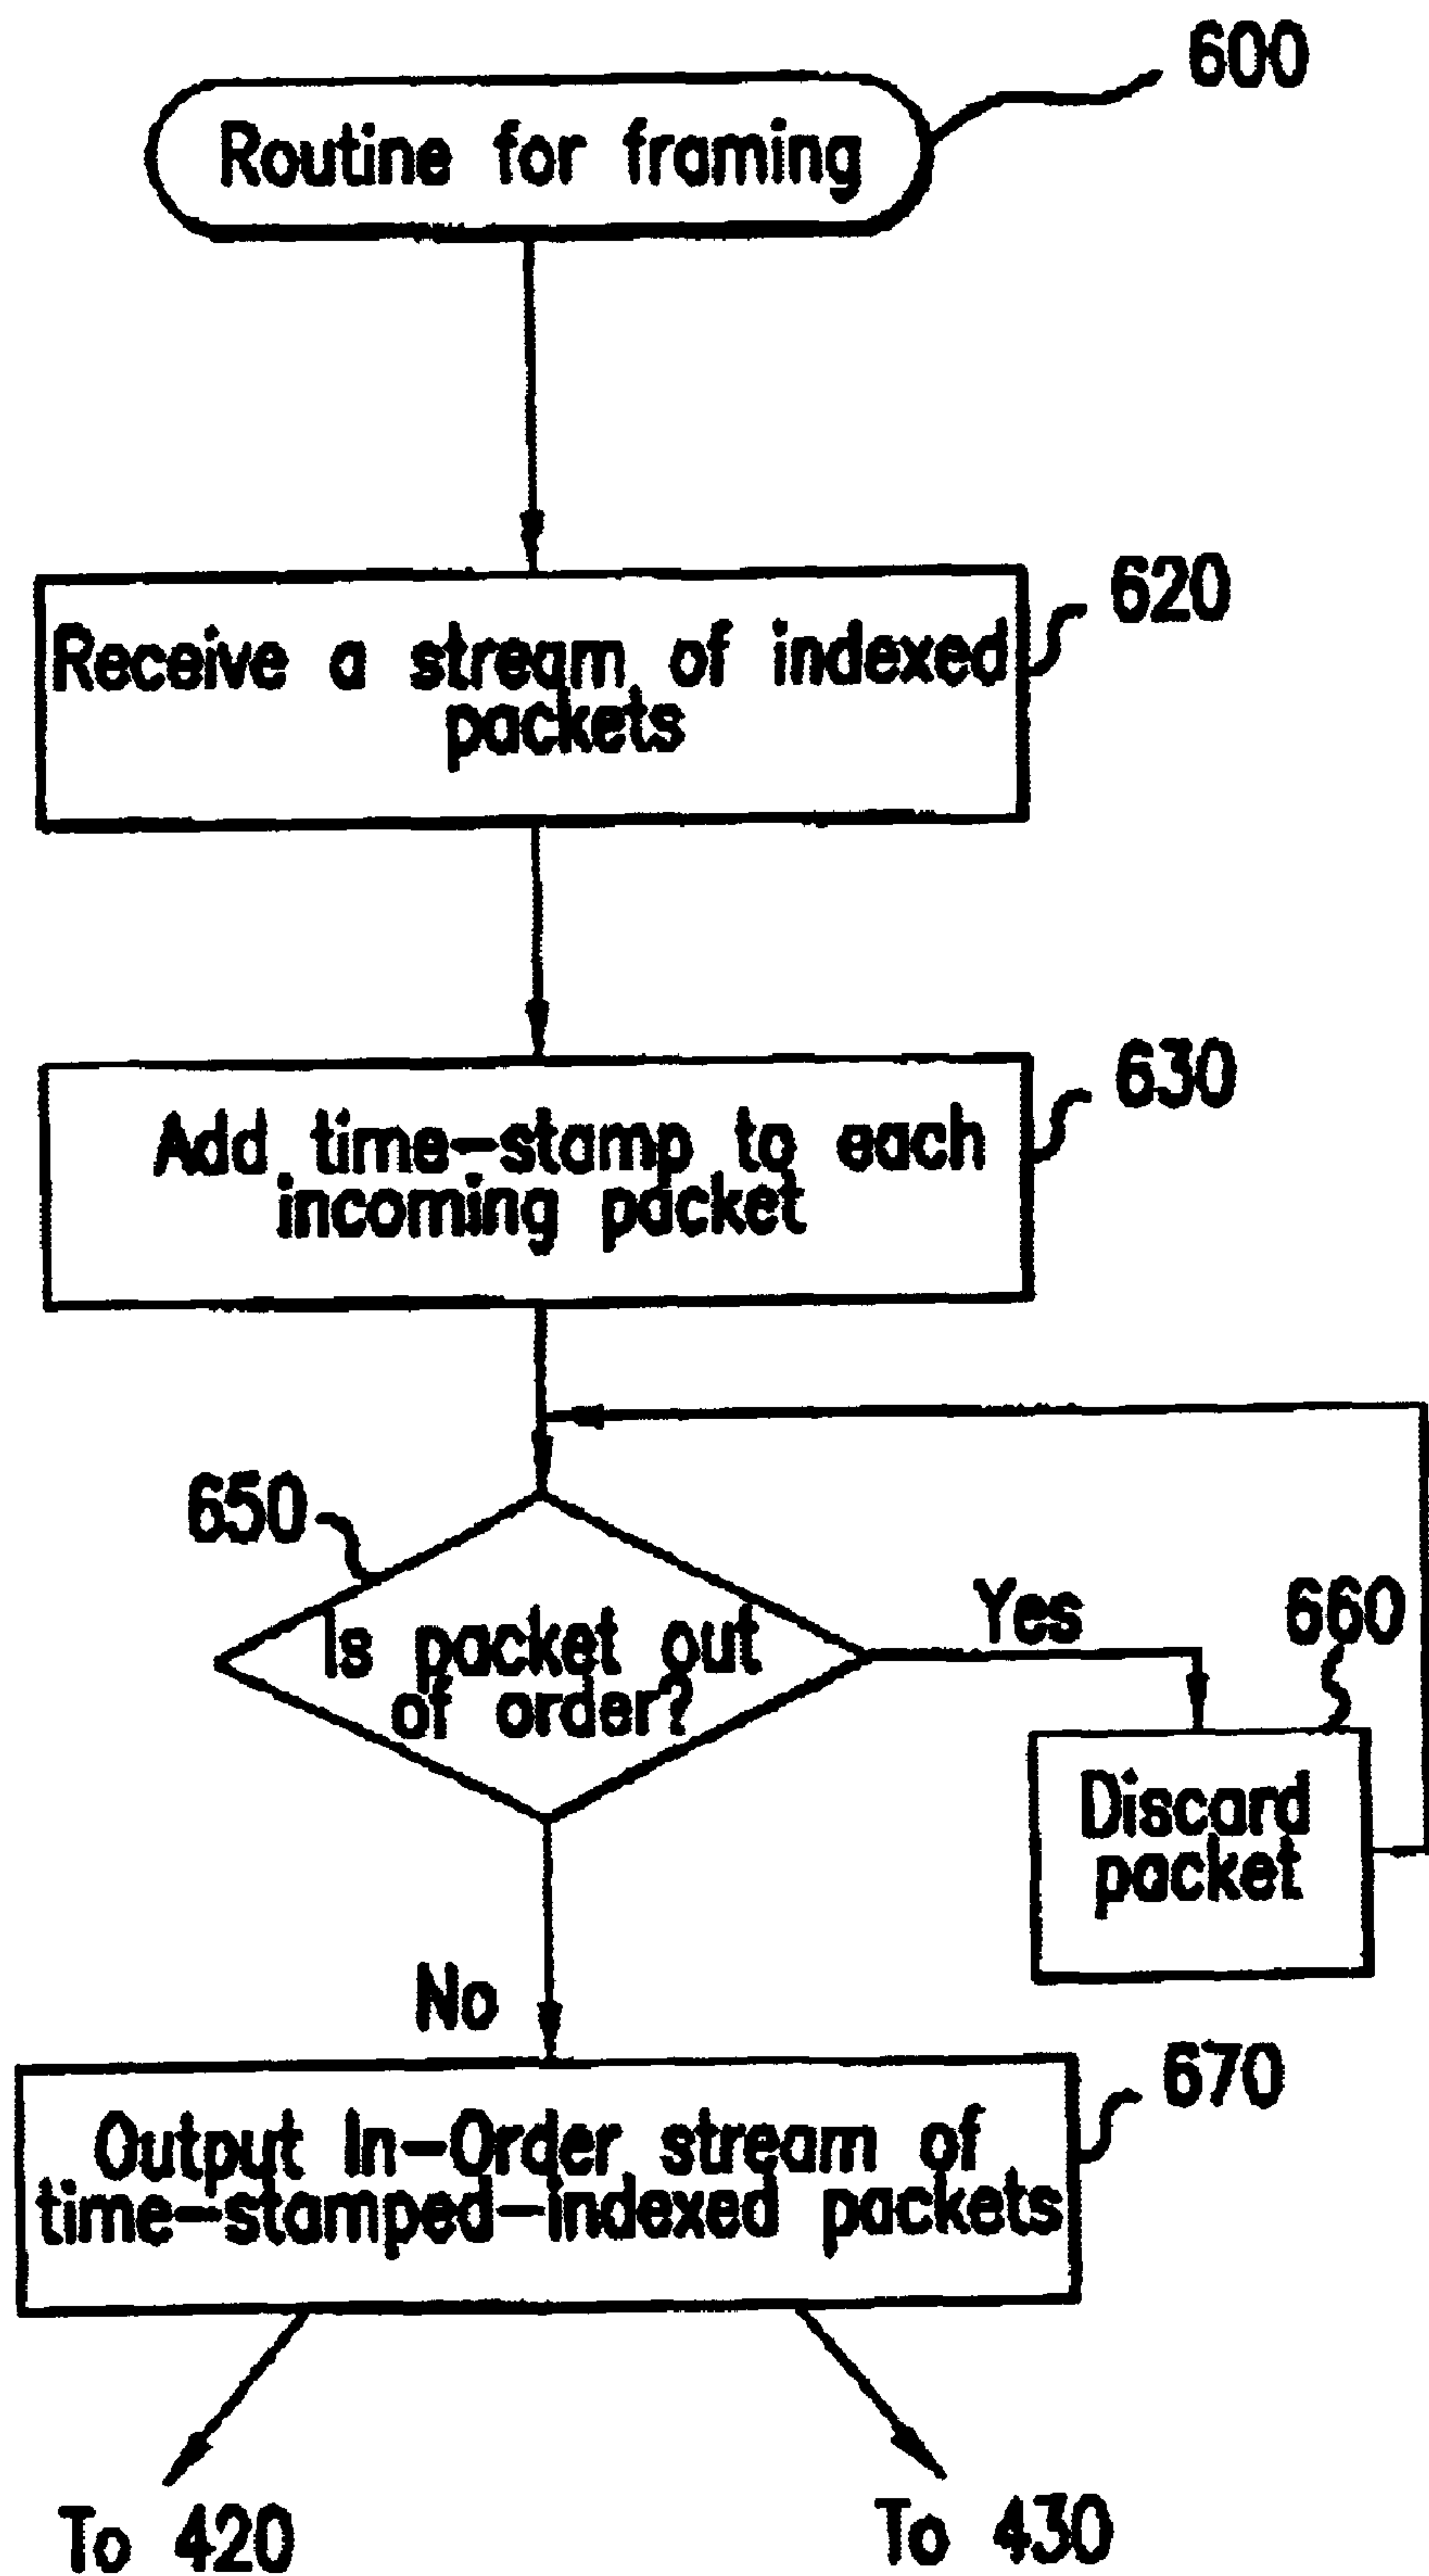 600
Routine for framing
620
Receive a stream of indexed
packets
630
Add time-stamp to each
incoming packet
650
Is packet out
of order?
Yes
660
Discard
packet
No
670
Output In-Order stream of
time-stamped-indexed packets
To 420
To 430